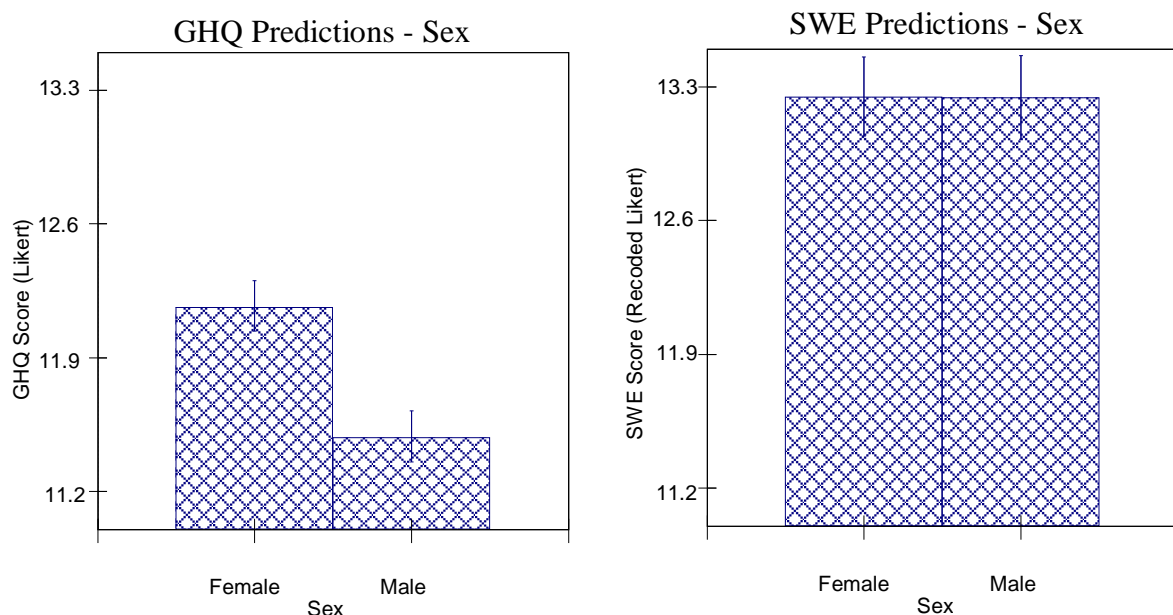 GHQ Predictions - Sex
13.3
12.6
11.9
11.2
GHQ Score (Likert)
Female Male
Sex
SWE Predictions - Sex
13.3
12.6
11.9
11.2
SWE Score (Recoded Likert)
Female Male
Sex